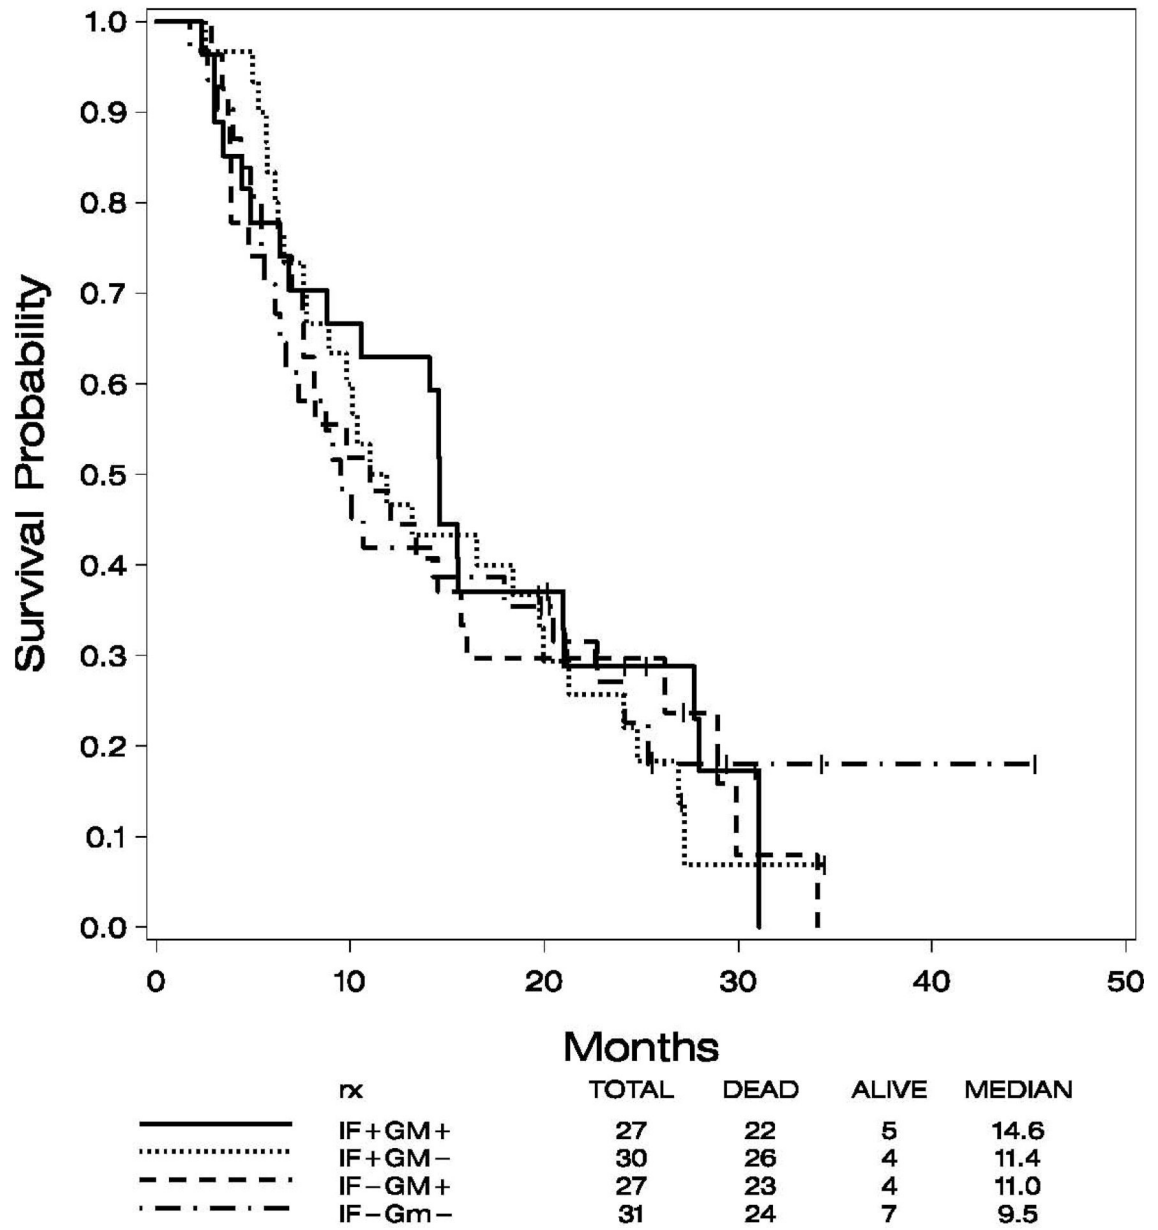 Survival Probability
1.0
0.9
0.8
0.7
0.6
0.5
0.4
0.3
0.2
0.1
0.0
0 10 20 30 40 50
Months
rx TOTAL DEAD ALIVE MEDIAN
IF+GM+ 27 22 5 14.6
IF+GM- 30 26 4 11.4
IF-GM+ 27 23 4 11.0
IF-Gm- 31 24 7 9.5